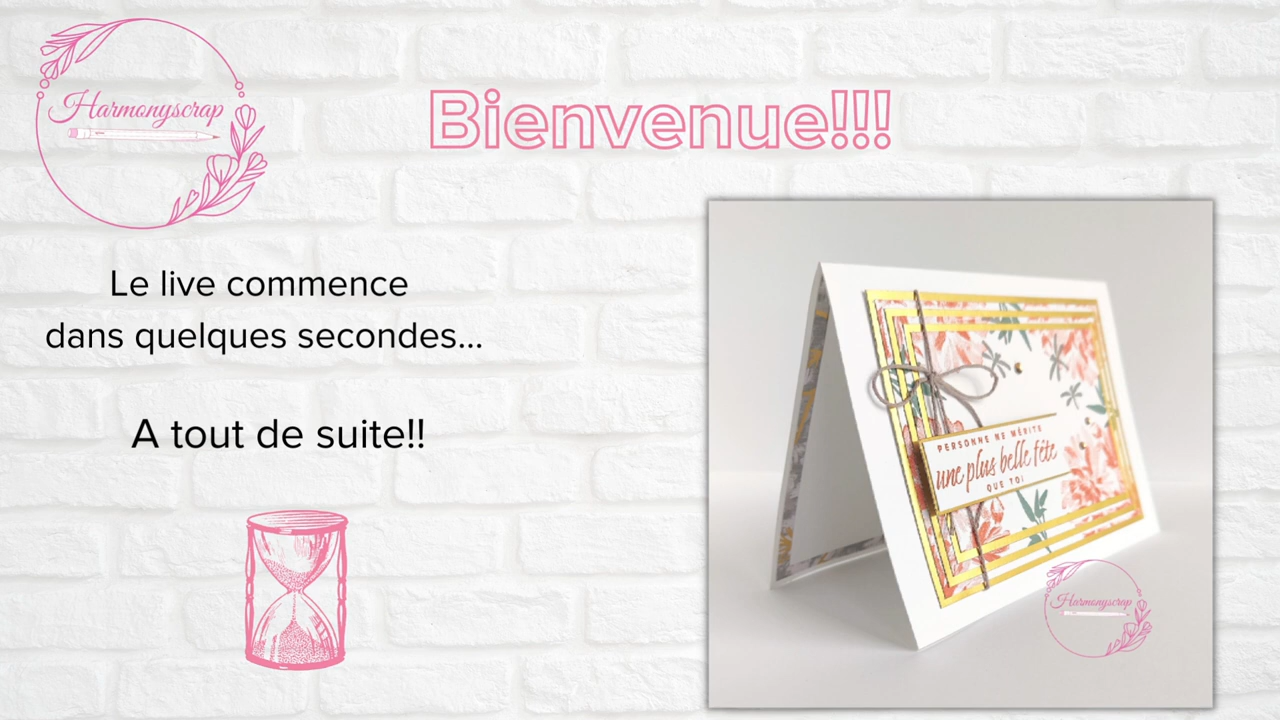 Harmonyscrap
Bienvenue!!!
Le live commence
dans quelques secondes...
A tout de suite!!
PERSONNE NE MÉRITE
une plus belle fête
QUE TOI
Harmonyscrap